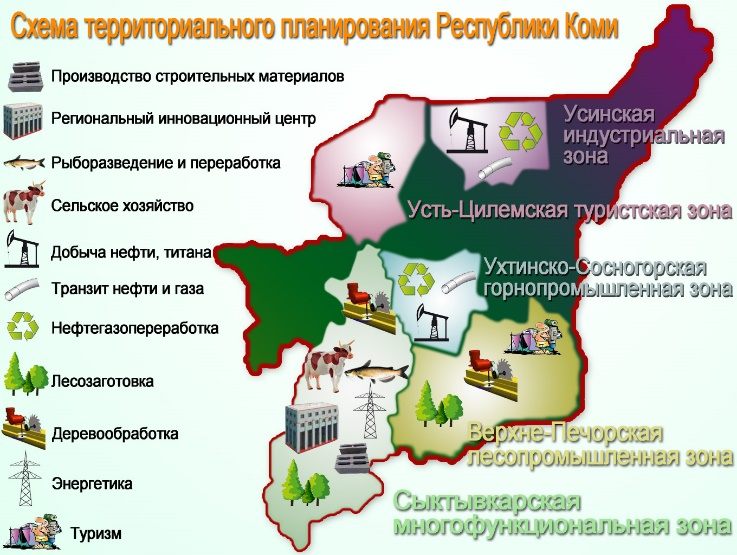 Схема территориального планирования Республики Коми
Производство строительных материалов
Региональный инновационный центр
Рыборазведение и переработка
Сельское хозяйство
Добыча нефти, титана
Транзит нефти и газа
Нефтегазопереработка
Лесозаготовка
Деревообработка
Энергетика
Туризм
Усинская
индустриальная
зона
Усть-Цилемская туристская зона
Ухтинско-Сосногорская
горнопромышленная зона
Верхне-Печорская
лесопромышленная зона
Сыктывкарская
многофункциональная зона